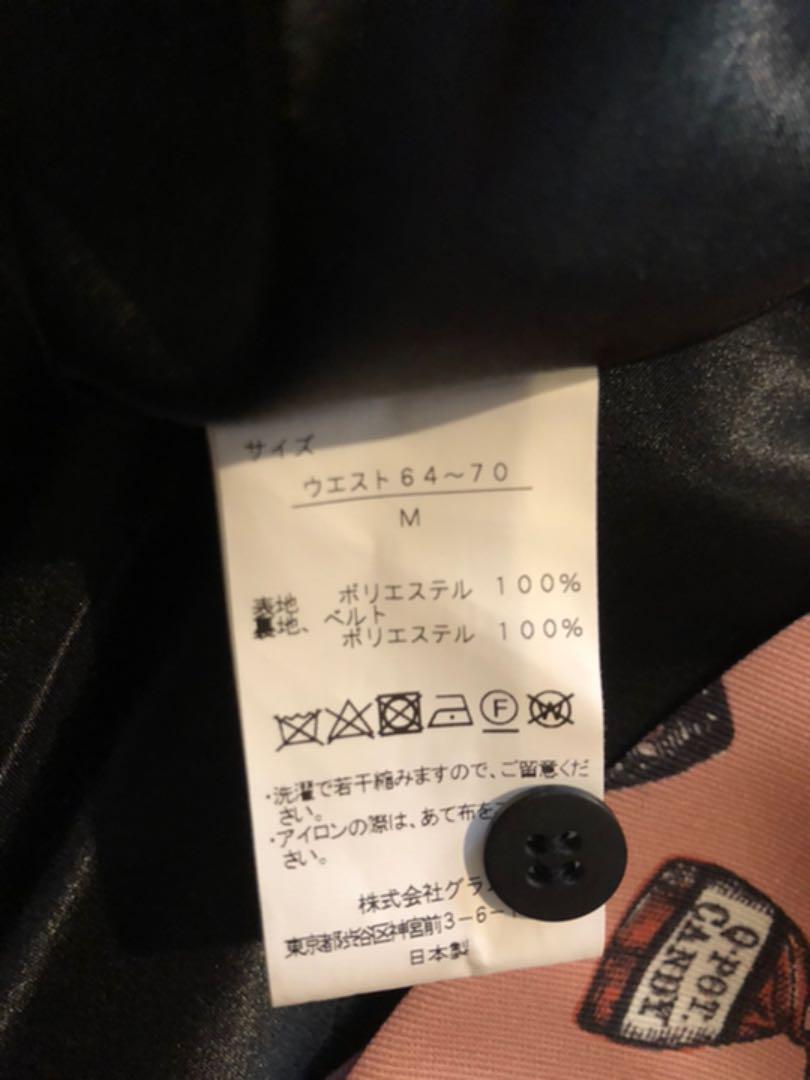 サイズ
ウエスト64～70
M
表地 ポリエステル 100%
裏地、ベルト
ポリエステル 100%
F
W
・洗濯で若干縮みますので、ご留意くだ
さい。
・アイロンの際は、あて布を
さい。
株式会社グラ
東京都渋谷区神宮前3-6-
日本製
Q-POT.
CANDY